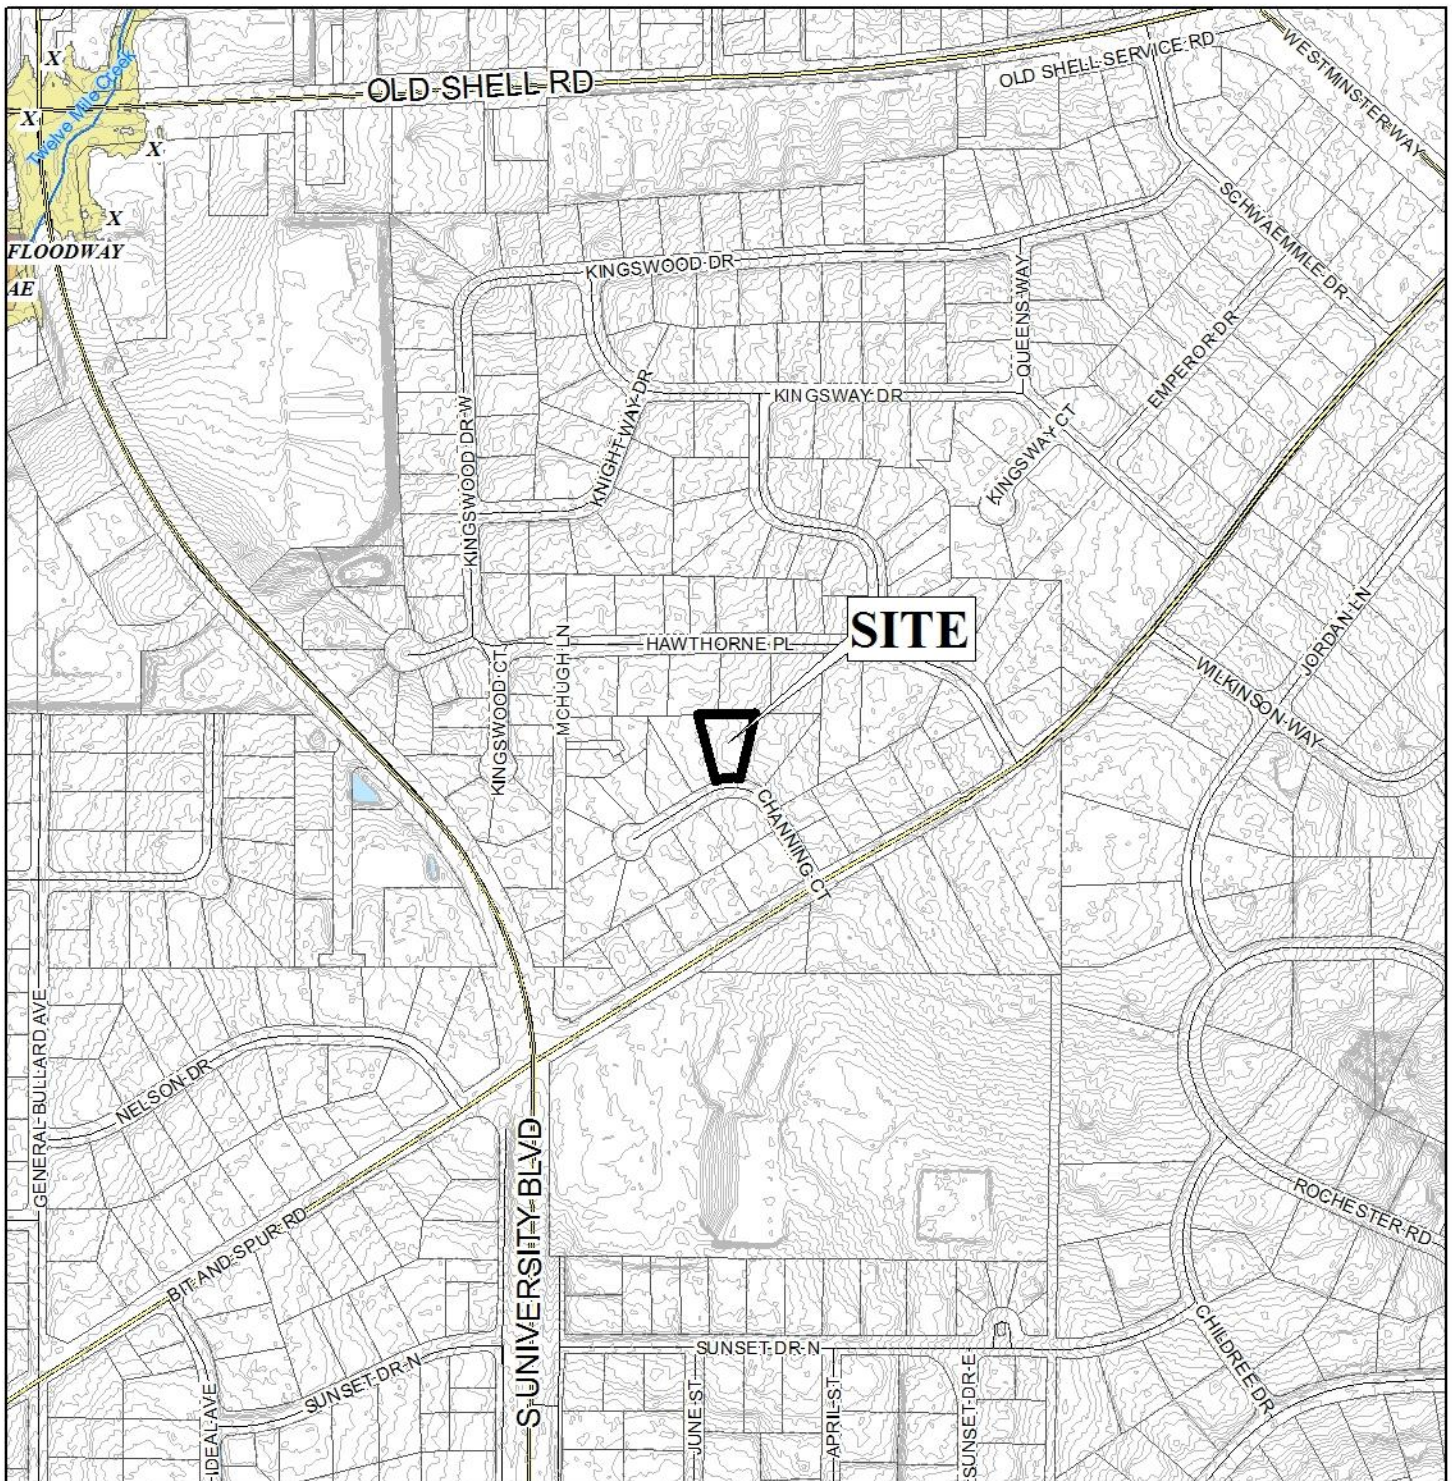 OLD SHELL RD
OLD SHELL SERVICE RD
WESTMINSTER WAY
X
Twelve Mile Creek
X
X
X
FLOODWAY
AE
SCHWAEMMLE DR
KINGSWOOD DR
QUEENS WAY
EMPEROR DR
KINGSWAY DR
KNIGHT WAY DR
KINGSWOOD DR W
KINGSWAY CT
SITE
HAWTHORNE PL
MCHUGH LN
KINGSWOOD CT
JORDAN LN
WILKINSON WAY
CHANNING CT
GENERAL BULLARD AVE
NELSON DR
S UNIVERSITY BLVD
BIT AND SPUR RD
ROCHESTER RD
SUNSET DR N
SUNSET DR N
CHILDREE DR
IDEAL AVE
JUNE ST
APRIL ST
SUNSET DR E